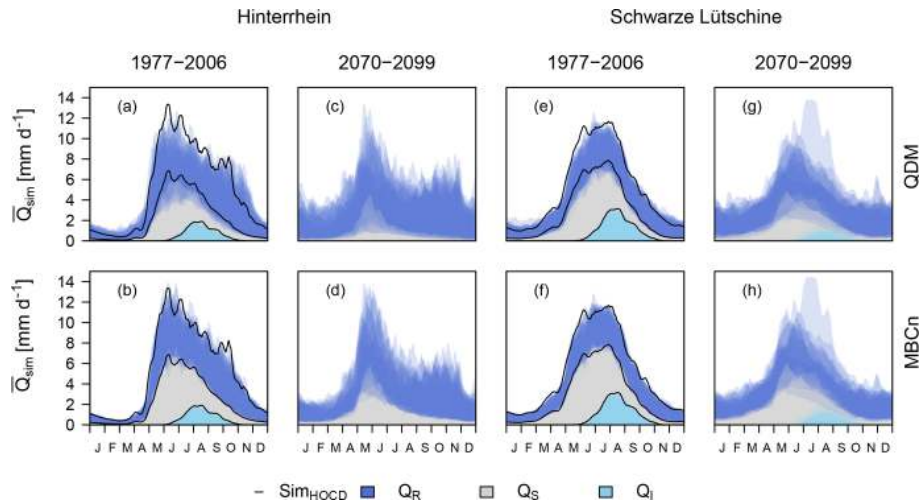 Hinterrhein Schwarze Lütschine
1977−2006 2070−2099 1977−2006 2070−2099
(a) (c) (e) (g)
14
12
10
8
6
4
2
0
Q̅sim [mm d⁻¹]
QDM
(b) (d) (f) (h)
14
12
10
8
6
4
2
0
Q̅sim [mm d⁻¹]
MBCn
J F M A M J J A S O N D J F M A M J J A S O N D J F M A M J J A S O N D J F M A M J J A S O N D
− SimHOCD QR QS QI